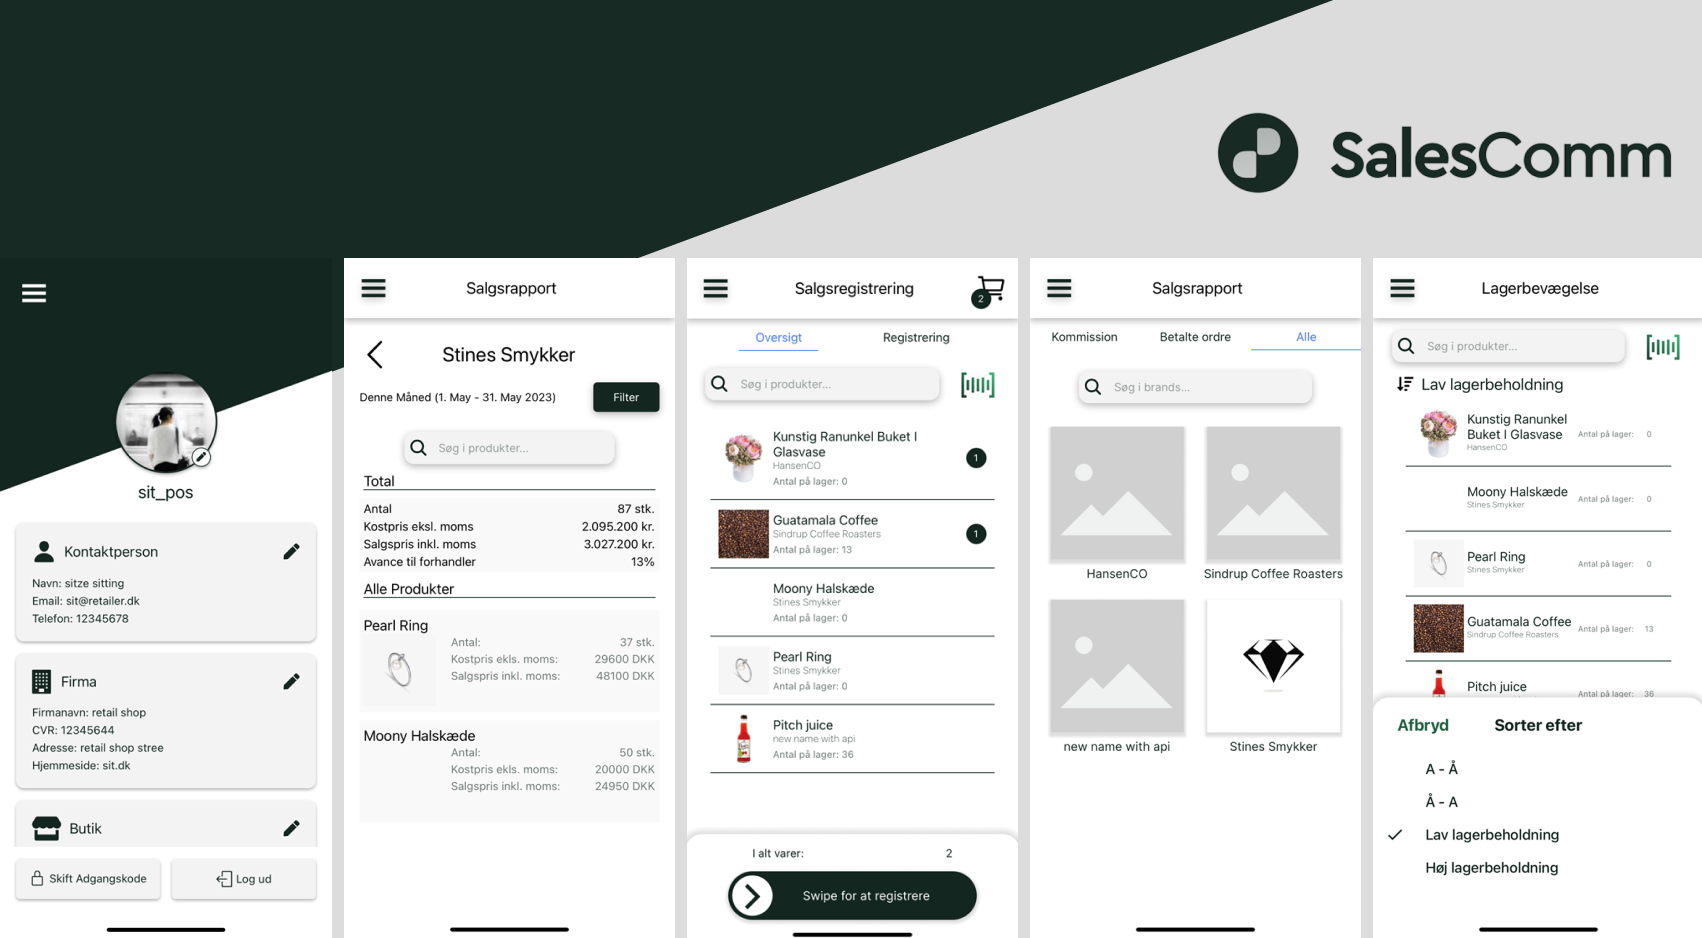 SalesComm
sit_pos
Kontaktperson
Navn: sitze sitting
Email: sit@retailer.dk
Telefon: 12345678
Firma
Firmanavn: retail shop
CVR: 12345644
Adresse: retail shop stree
Hjemmeside: sit.dk
Butik
Skift Adgangskode
Log ud
Salgsrapport
Stines Smykker
Denne Måned (1. May - 31. May 2023)
Filter
Søg i produkter...
Total
Antal 87 stk.
Kostpris eksl. moms 2.095.200 kr.
Salgspris inkl. moms 3.027.200 kr.
Avance til forhandler 13%
Alle Produkter
Pearl Ring
Antal: 37 stk.
Kostpris ekls. moms: 29600 DKK
Salgspris inkl. moms: 48100 DKK
Moony Halskæde
Antal: 50 stk.
Kostpris ekls. moms: 20000 DKK
Salgspris inkl. moms: 24950 DKK
Salgsregistrering
2
Oversigt Registrering
Søg i produkter...
Kunstig Ranunkel Buket I
Glasvase
HansenCO
Antal på lager: 0
1
Guatamala Coffee
Sindrup Coffee Roasters
Antal på lager: 13
1
Moony Halskæde
Stines Smykker
Antal på lager: 0
Pearl Ring
Stines Smykker
Antal på lager: 0
Pitch juice
new name with api
Antal på lager: 36
I alt varer: 2
Swipe for at registrere
Salgsrapport
Kommission Betalte ordre Alle
Søg i brands...
HansenCO
Sindrup Coffee Roasters
new name with api
Stines Smykker
Lagerbevægelse
Søg i produkter...
Lav lagerbeholdning
Kunstig Ranunkel
Buket I Glasvase
HansenCO
Antal på lager: 0
Moony Halskæde
Stines Smykker
Antal på lager: 0
Pearl Ring
Stines Smykker
Antal på lager: 0
Guatamala Coffee
Sindrup Coffee Roasters
Antal på lager: 13
Pitch juice
Antal på lager: 36
Afbryd Sorter efter
A - Å
Å - A
Lav lagerbeholdning
Høj lagerbeholdning